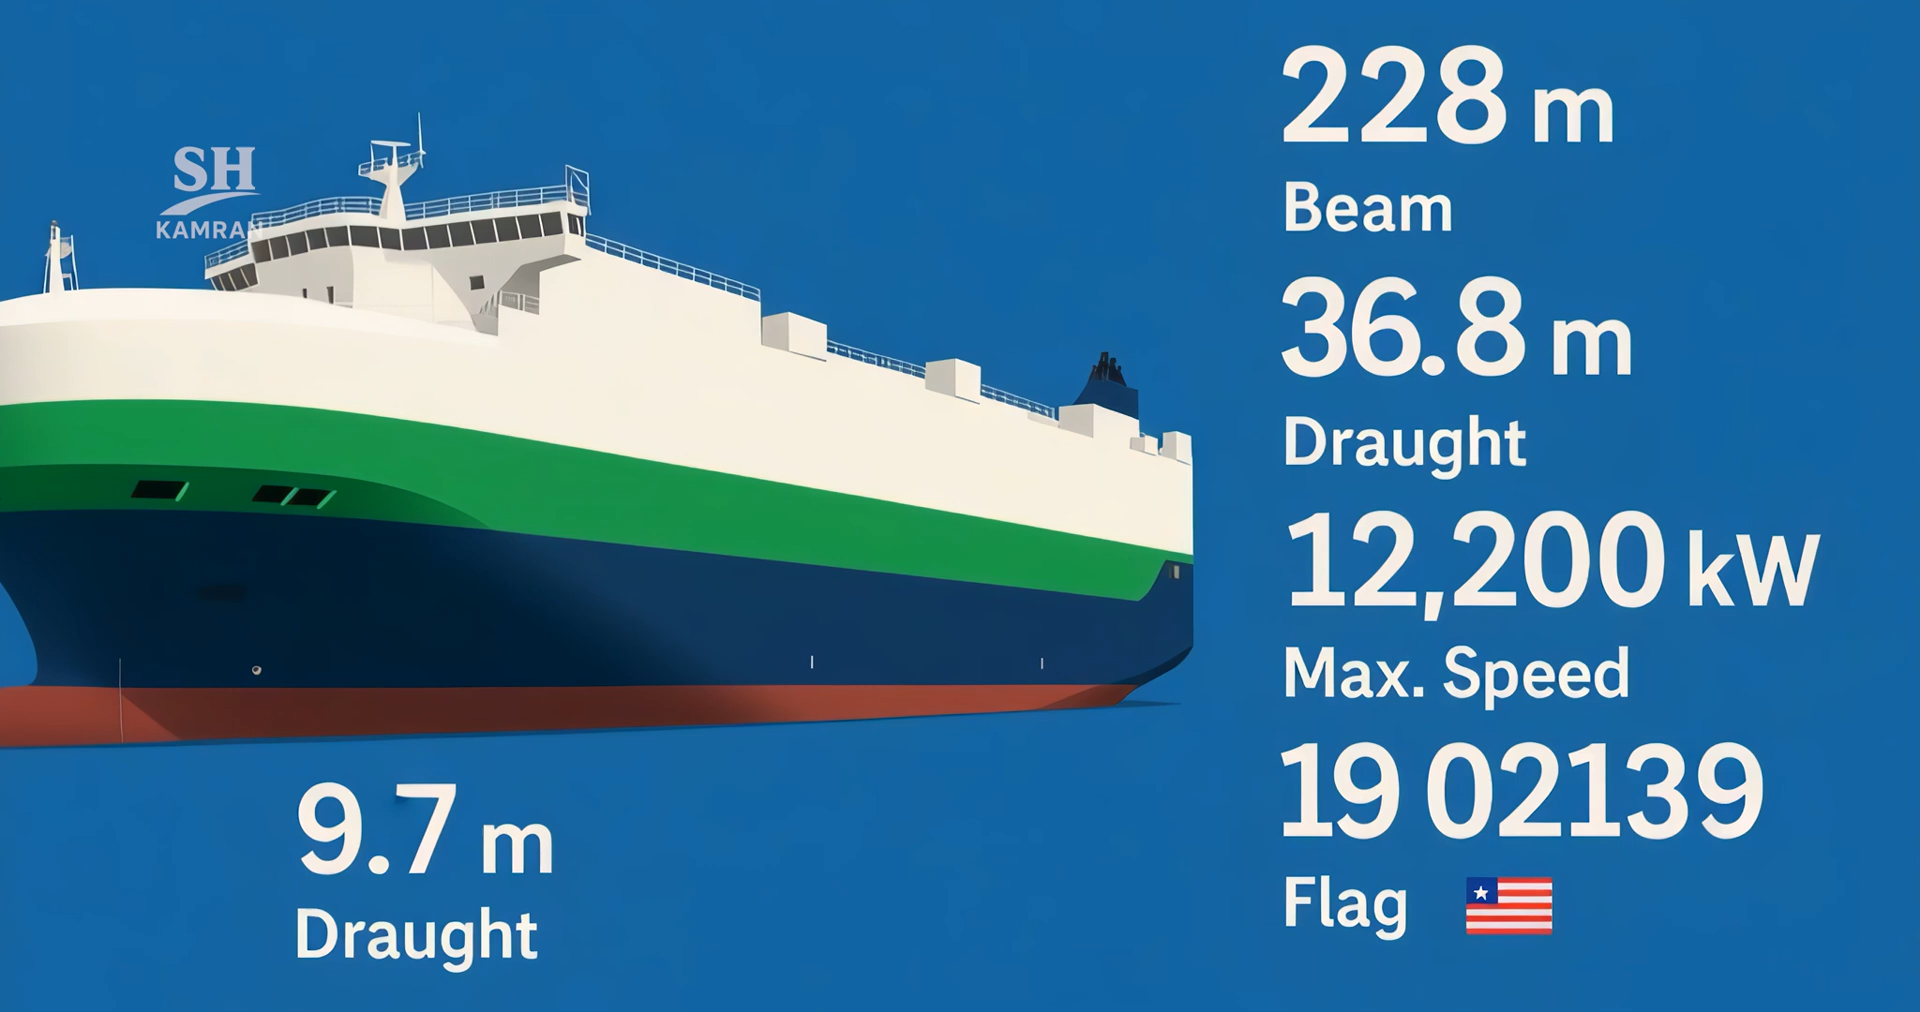 SH
KAMRAN
228 m
Beam
36.8 m
Draught
12,200 kW
Max. Speed
19 02139
Flag
9.7 m
Draught